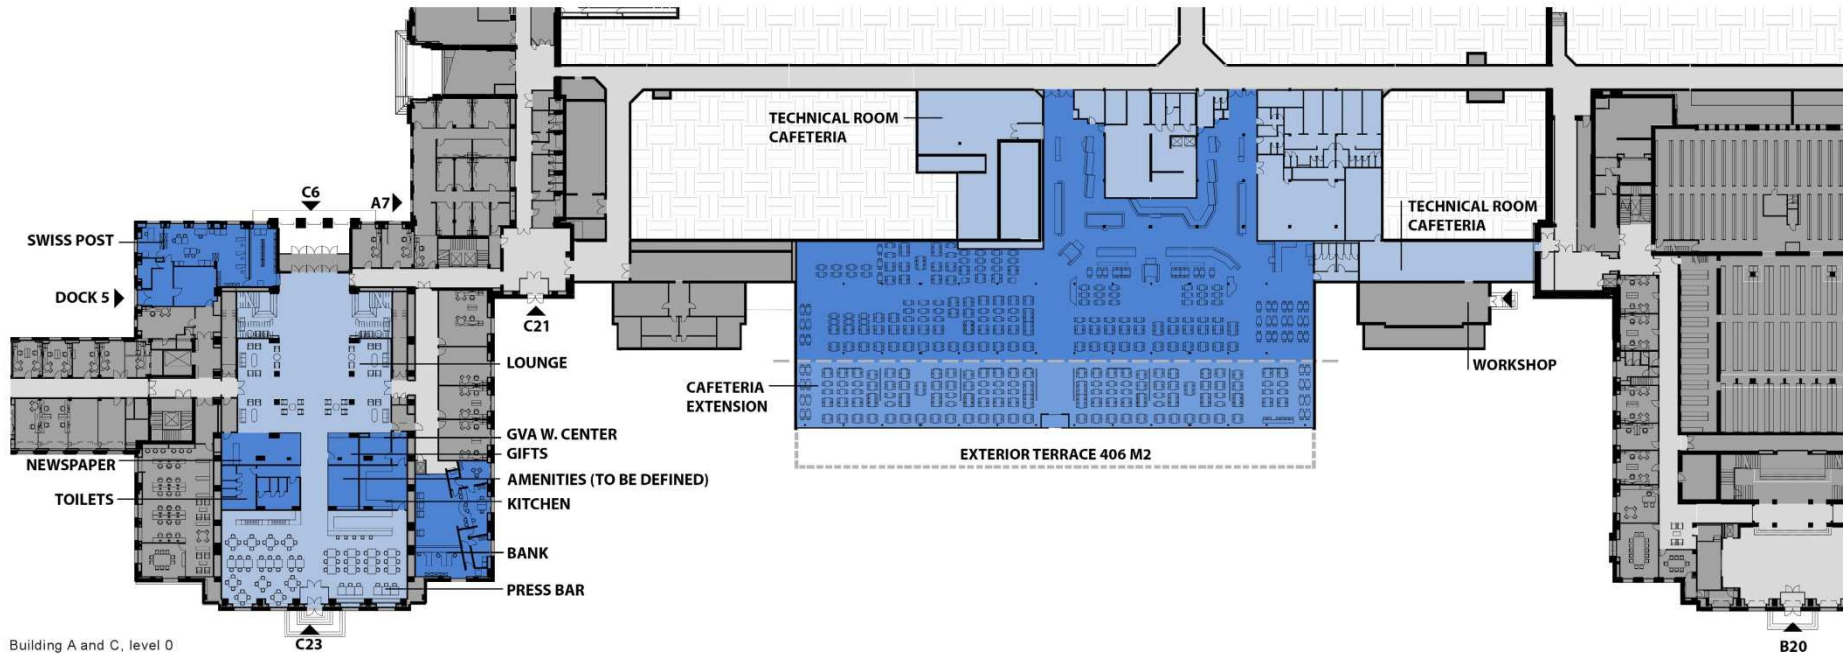 TECHNICAL ROOM
CAFETERIA
C6
A7
SWISS POST
TECHNICAL ROOM
CAFETERIA
DOCK 5
C21
LOUNGE
WORKSHOP
CAFETERIA
EXTENSION
GVA W. CENTER
GIFTS
EXTERIOR TERRACE 406 M2
NEWSPAPER
AMENITIES (TO BE DEFINED)
TOILETS
KITCHEN
BANK
PRESS BAR
C23
B20
Building A and C, level 0